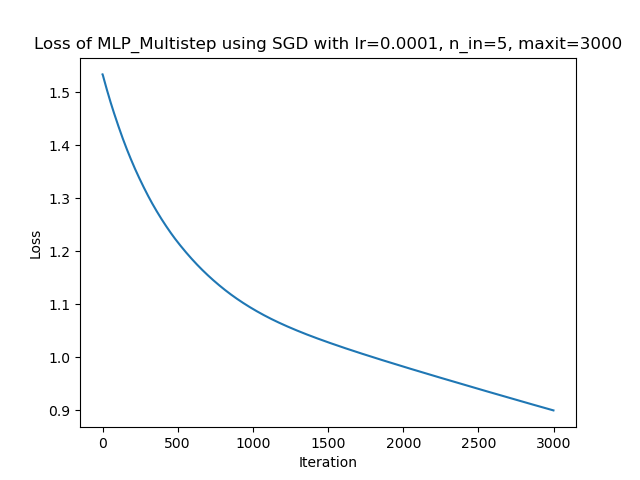 Loss of MLP_Multistep using SGD with lr=0.0001, n_in=5, maxit=3000
1.5
1.4
1.3
1.2
1.1
1.0
0.9
Loss
0 500 1000 1500 2000 2500 3000
Iteration